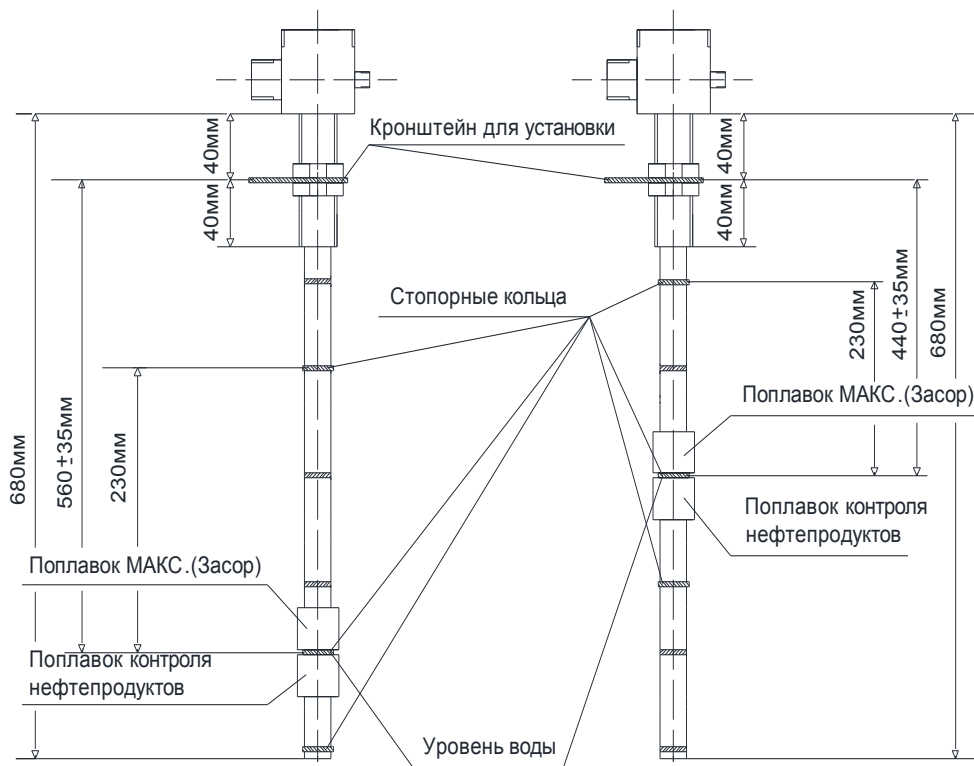 Кронштейн для установки
40мм
40мм
40мм
40мм
Стопорные кольца
230мм
440±35мм
680мм
680мм
560±35мм
230мм
Поплавок МАКС.(Засор)
Поплавок контроля
нефтепродуктов
Поплавок МАКС.(Засор)
Поплавок контроля
нефтепродуктов
Уровень воды